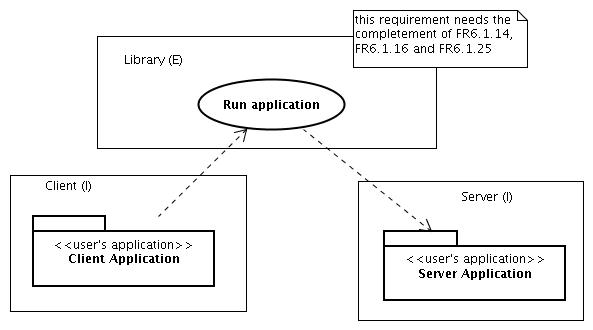 this requirement needs the
completement of FR6.1.14,
FR6.1.16 and FR6.1.25
Library (E)
Run application
Client (I)
<<user's application>>
Client Application
Server (I)
<<user's application>>
Server Application